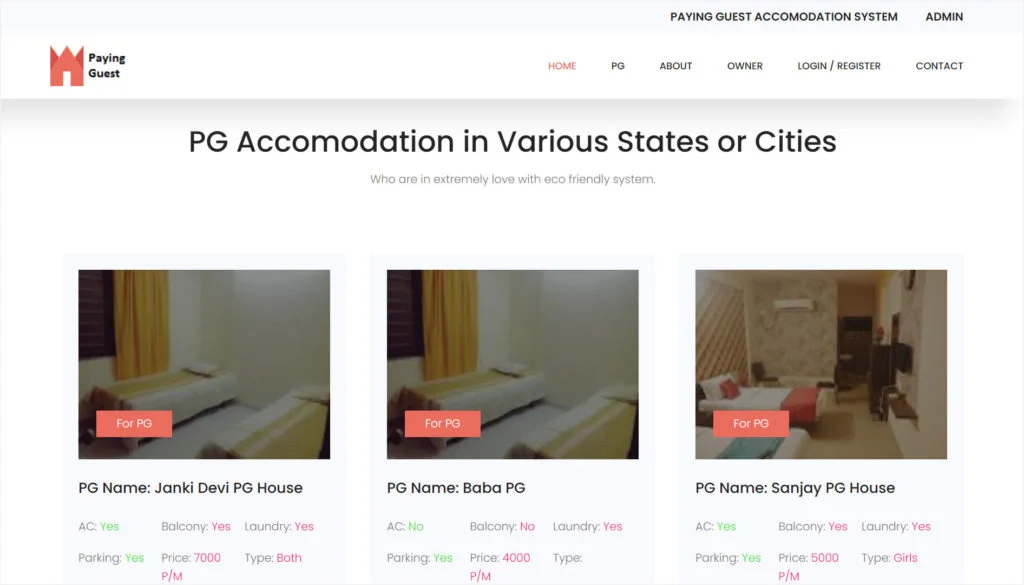 PAYING GUEST ACCOMODATION SYSTEM ADMIN
Paying
Guest
HOME PG ABOUT OWNER LOGIN / REGISTER CONTACT
PG Accomodation in Various States or Cities
Who are in extremely love with eco friendly system.
For PG For PG For PG
PG Name: Janki Devi PG House PG Name: Baba PG PG Name: Sanjay PG House
AC: Yes Balcony: Yes Laundry: Yes AC: No Balcony: No Laundry: Yes AC: Yes Balcony: Yes Laundry: Yes
Parking: Yes Price: 7000 Type: Both Parking: Yes Price: 4000 Type: Parking: Yes Price: 5000 Type: Girls
P/M P/M P/M